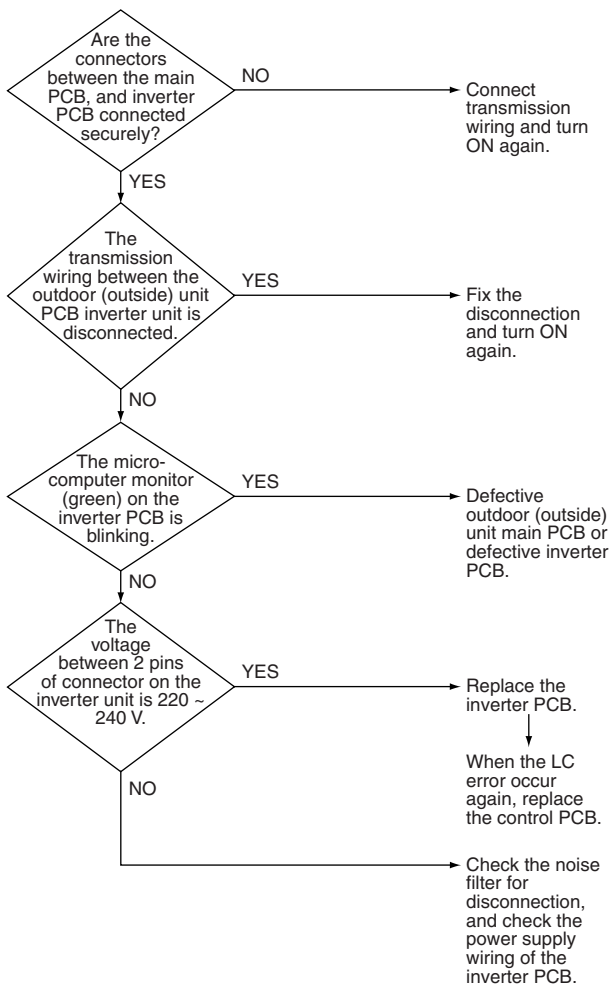 Are the
connectors
between the main
PCB, and inverter
PCB connected
securely?
NO
Connect
transmission
wiring and turn
ON again.
YES
The
transmission
wiring between the
outdoor (outside) unit
PCB inverter unit is
disconnected.
YES
Fix the
disconnection
and turn ON
again.
NO
The micro-
computer monitor
(green) on the
inverter PCB is
blinking.
YES
Defective
outdoor (outside)
unit main PCB or
defective inverter
PCB.
NO
The
voltage
between 2 pins
of connector on the
inverter unit is 220 ~
240 V.
YES
Replace the
inverter PCB.
When the LC
error occur
again, replace
the control PCB.
NO
Check the noise
filter for
disconnection,
and check the
power supply
wiring of the
inverter PCB.